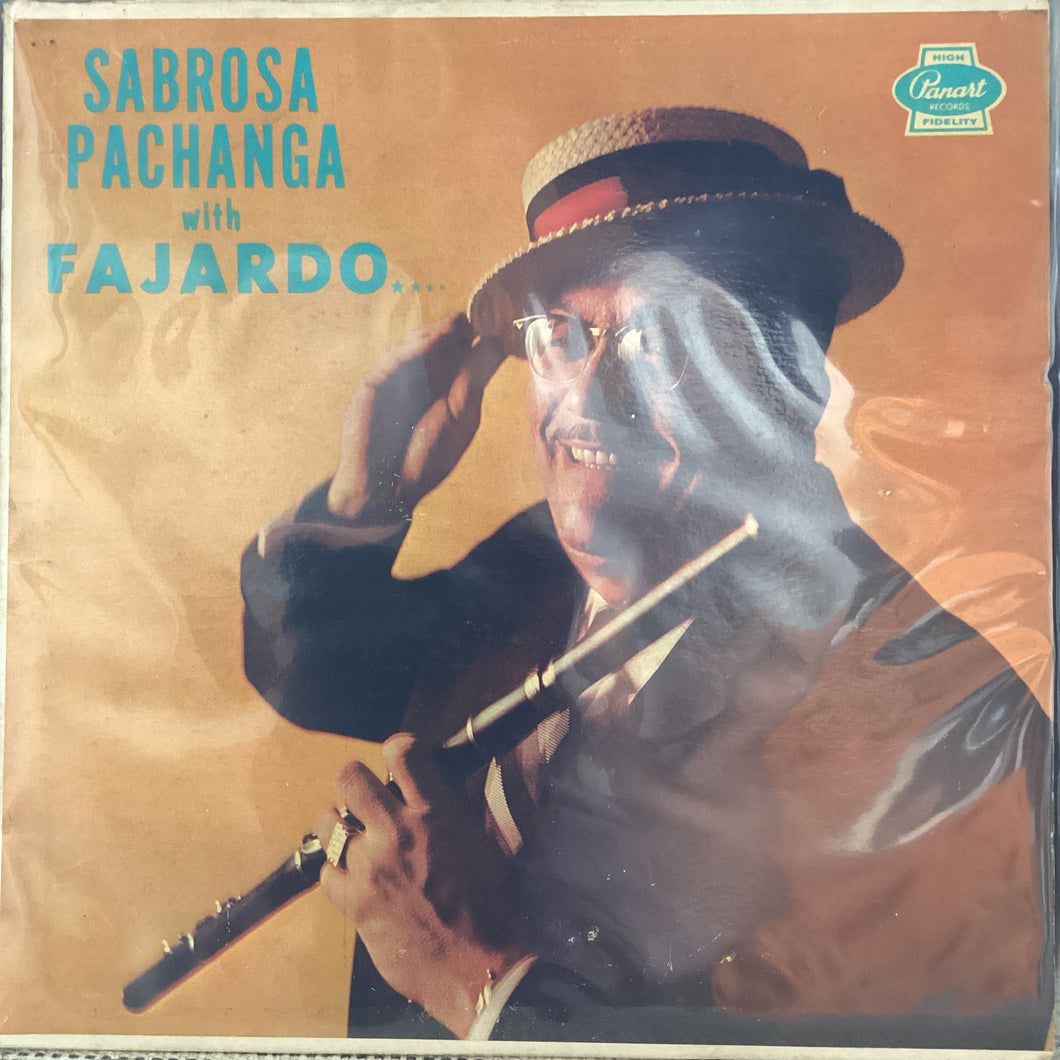 SABROSA
PACHANGA
with
FAJARDO....
HIGH
Panart
RECORDS
FIDELITY